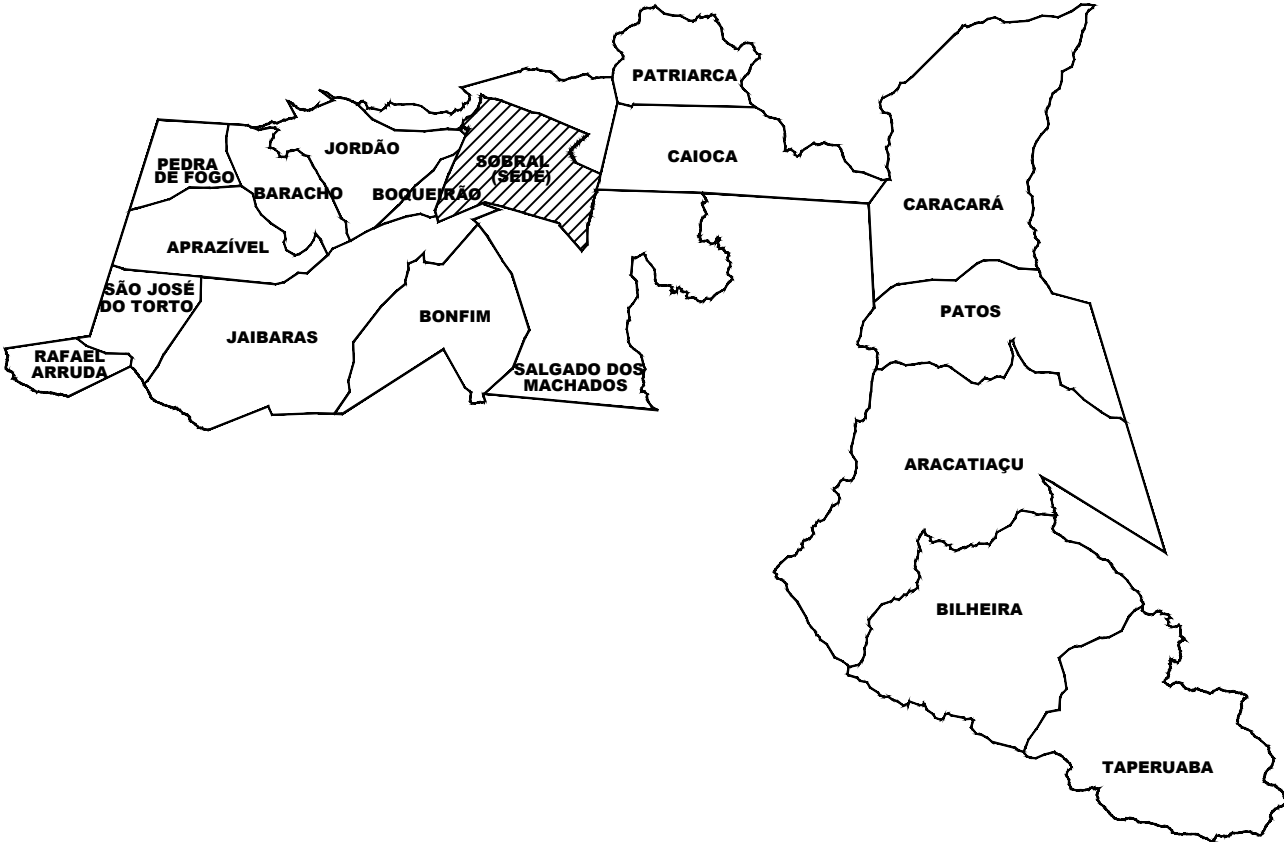 PATRIARCA
JORDÃO
CAIOCA
PEDRA
DE FOGO
SOBRAL
(SEDE)
BARACHO
BOQUEIRÃO
CARACARÁ
APRAZÍVEL
SÃO JOSÉ
DO TORTO
PATOS
BONFIM
JAIBARAS
RAFAEL
ARRUDA
SALGADO DOS
MACHADOS
ARACATIAÇU
BILHEIRA
TAPERUABA